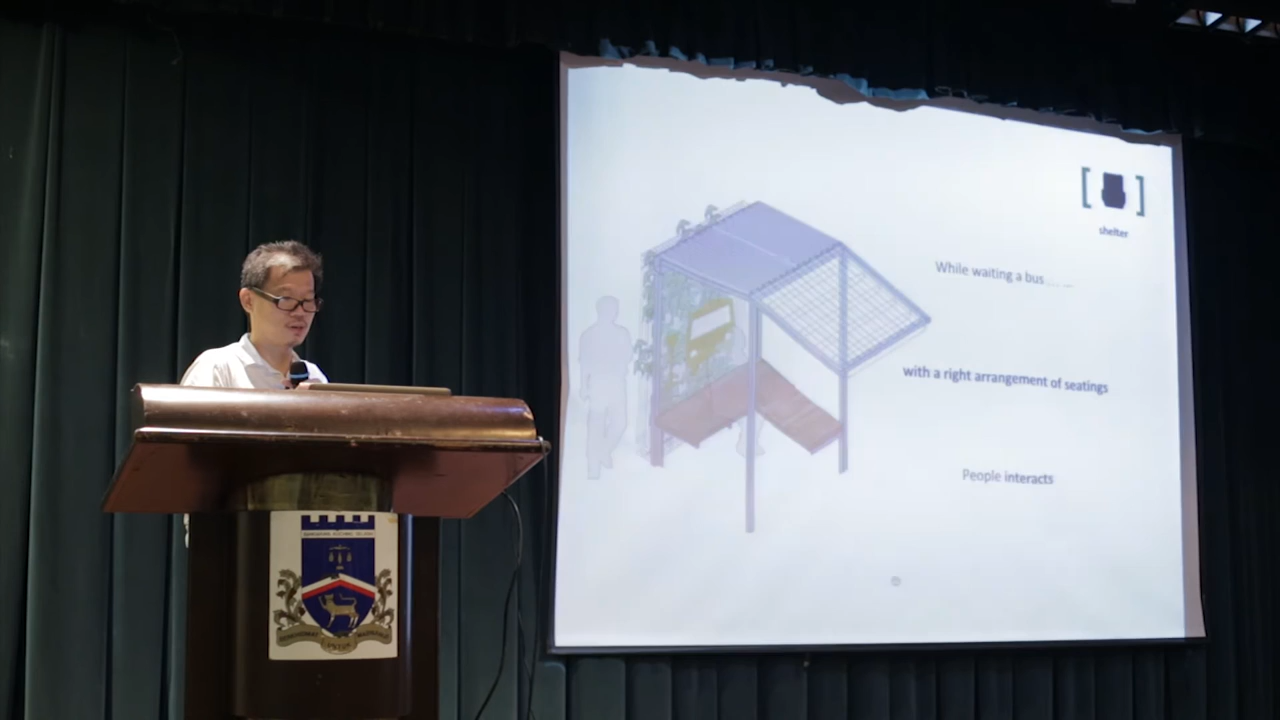 shelter
While waiting a bus
with a right arrangement of seatings
People interacts